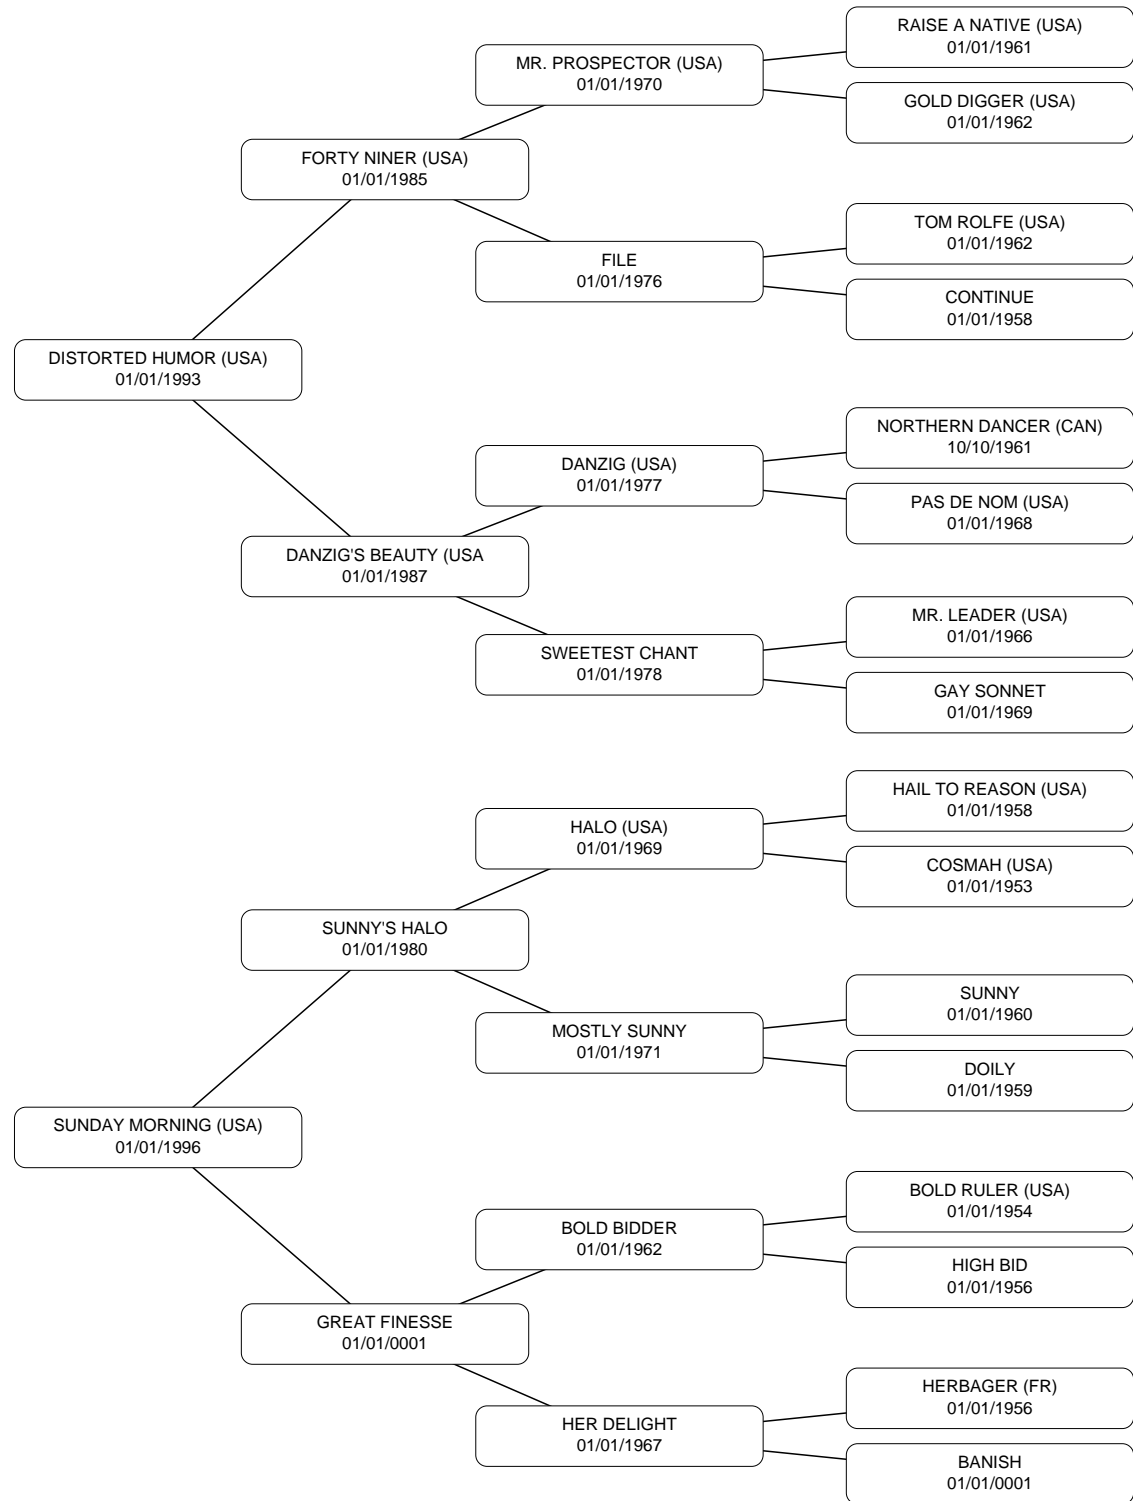 RAISE A NATIVE (USA)
01/01/1961
MR. PROSPECTOR (USA)
01/01/1970
GOLD DIGGER (USA)
01/01/1962
FORTY NINER (USA)
01/01/1985
TOM ROLFE (USA)
01/01/1962
FILE
01/01/1976
CONTINUE
01/01/1958
DISTORTED HUMOR (USA)
01/01/1993
NORTHERN DANCER (CAN)
10/10/1961
DANZIG (USA)
01/01/1977
PAS DE NOM (USA)
01/01/1968
DANZIG'S BEAUTY (USA
01/01/1987
MR. LEADER (USA)
01/01/1966
SWEETEST CHANT
01/01/1978
GAY SONNET
01/01/1969
HAIL TO REASON (USA)
01/01/1958
HALO (USA)
01/01/1969
COSMAH (USA)
01/01/1953
SUNNY'S HALO
01/01/1980
SUNNY
01/01/1960
MOSTLY SUNNY
01/01/1971
DOILY
01/01/1959
SUNDAY MORNING (USA)
01/01/1996
BOLD RULER (USA)
01/01/1954
BOLD BIDDER
01/01/1962
HIGH BID
01/01/1956
GREAT FINESSE
01/01/0001
HERBAGER (FR)
01/01/1956
HER DELIGHT
01/01/1967
BANISH
01/01/0001